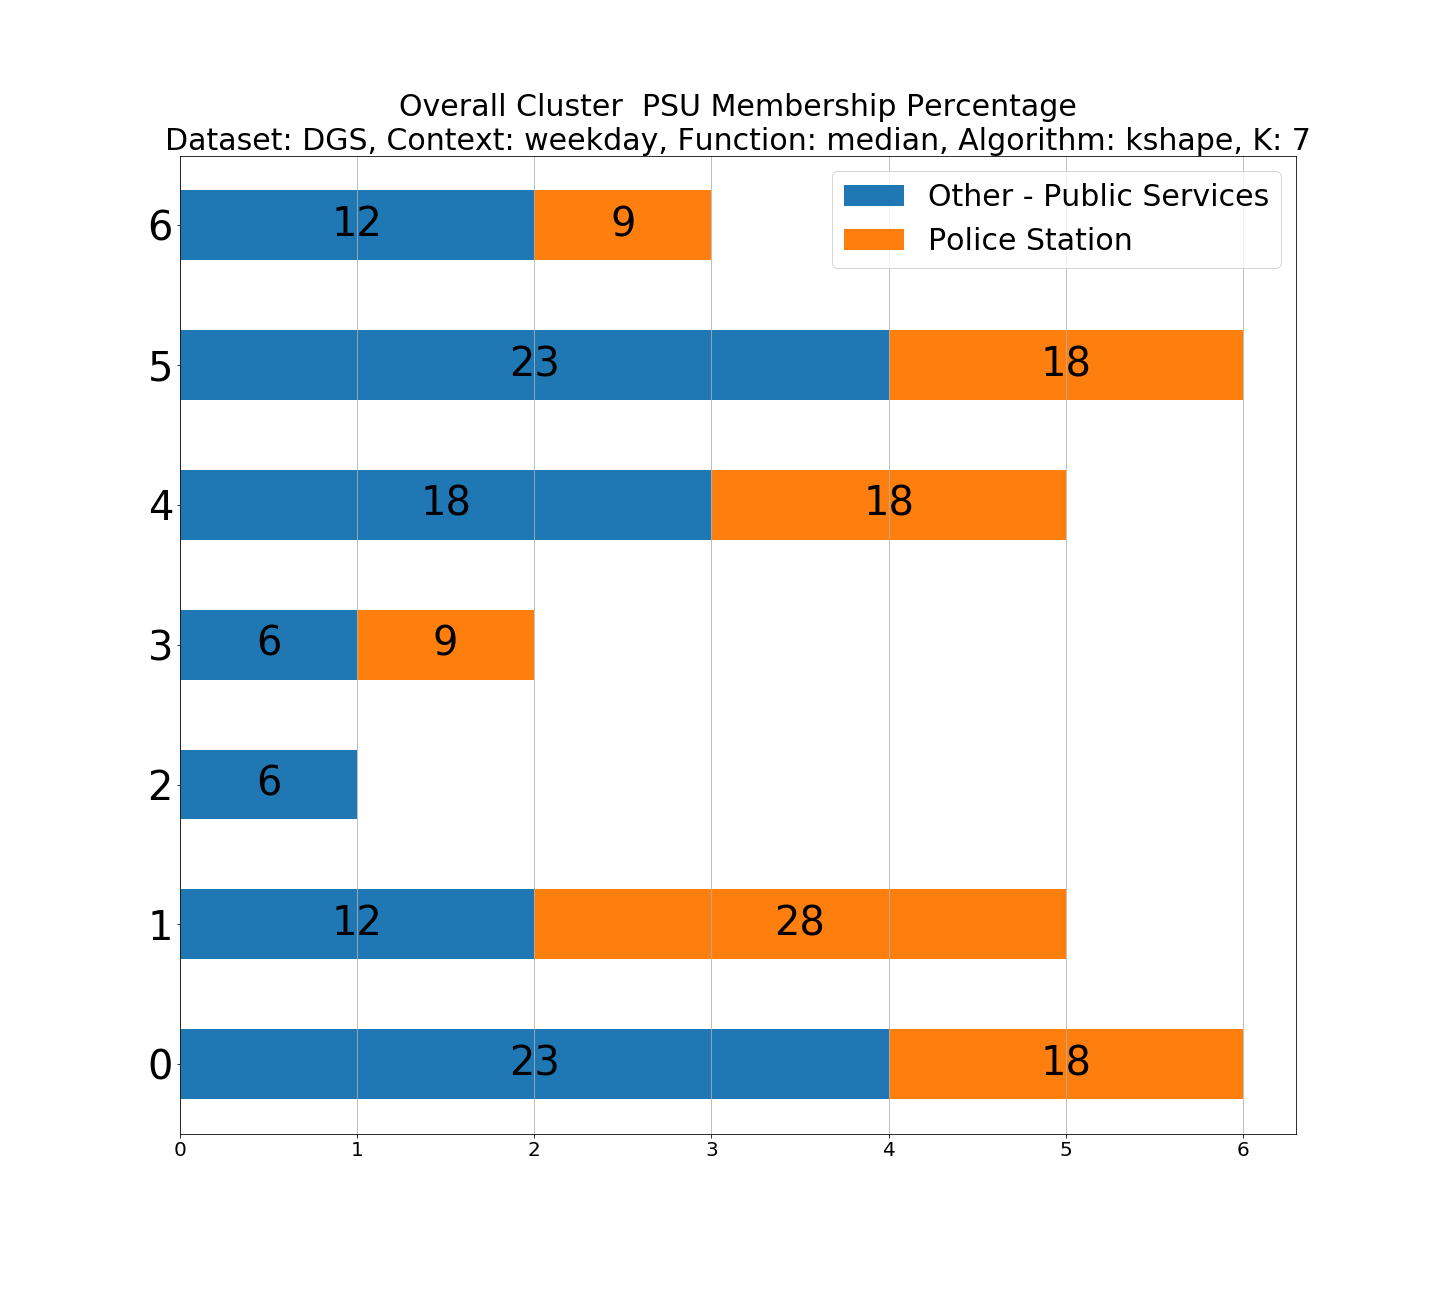 Overall Cluster  PSU Membership Percentage
Dataset: DGS, Context: weekday, Function: median, Algorithm: kshape, K: 7
Other - Public Services
Police Station
6 12 9
5 23 18
4 18 18
3 6 9
2 6
1 12 28
0 23 18
0 1 2 3 4 5 6